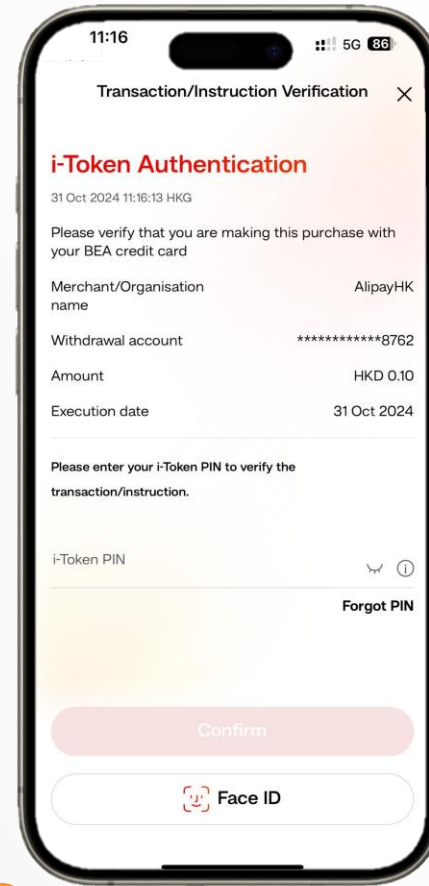 11:16
5G 86
Transaction/Instruction Verification
i-Token Authentication
31 Oct 2024 11:16:13 HKG
Please verify that you are making this purchase with
your BEA credit card
Merchant/Organisation AlipayHK
name
Withdrawal account ************8762
Amount HKD 0.10
Execution date 31 Oct 2024
Please enter your i-Token PIN to verify the
transaction/instruction.
i-Token PIN
Forgot PIN
Confirm
Face ID